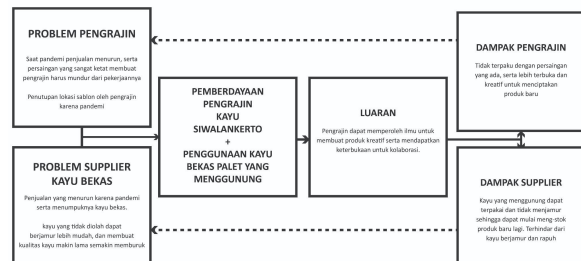 PROBLEM PENGRAJIN
Saat pandemi penjualan menurun, serta
persaingan yang sangat ketat membuat
pengrajin harus mundur dari pekerjaannya
Penutupan lokasi sablon oleh pengrajin
karena pandemi
PROBLEM SUPPLIER
KAYU BEKAS
Penjualan yang menurun karena pandemi
serta menumpuknya kayu bekas.
kayu yang tidak diolah dapat
berjamur lebih mudah, dan membuat
kualitas kayu makin lama semakin memburuk
PEMBERDAYAAN
PENGRAJIN
KAYU
SIWALANKERTO
+
PENGGUNAAN KAYU
BEKAS PALET YANG
MENGGUNUNG
LUARAN
Pengrajin dapat memperoleh ilmu untuk
membuat produk kreatif serta mendapatkan
keterbukaan untuk kolaborasi.
DAMPAK PENGRAJIN
Tidak terpaku dengan persaingan
yang ada, serta lebih terbuka dan
kreatif untuk menciptakan
produk baru
DAMPAK SUPPLIER
Kayu yang menggunung dapat
terpakai dan tidak menjamur
sehingga dapat mulai meng-stok
produk baru lagi. Terhindar dari
kayu berjamur dan rapuh